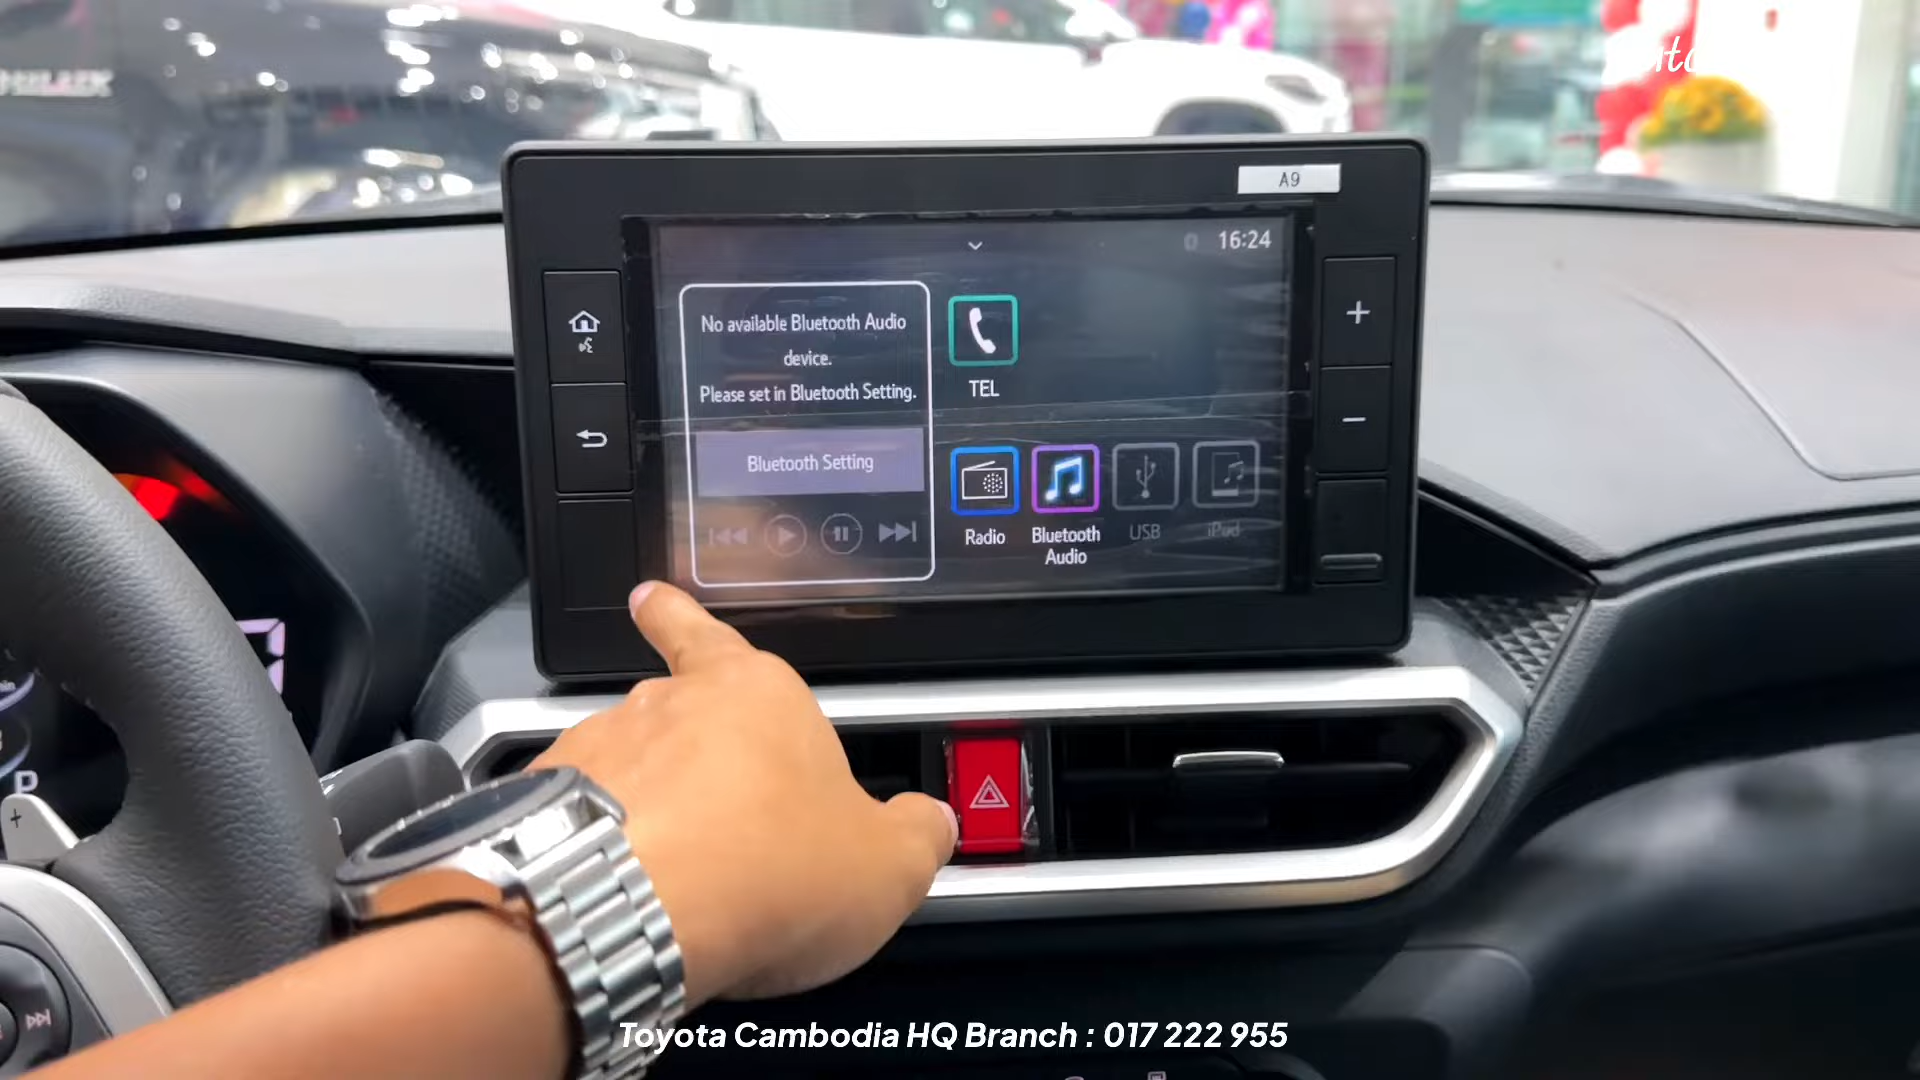 A9
16:24
No available Bluetooth Audio
device.
Please set in Bluetooth Setting.
Bluetooth Setting
TEL
Radio
Bluetooth
Audio
USB
iPod
+
−
P
+
Toyota Cambodia HQ Branch : 017 222 955